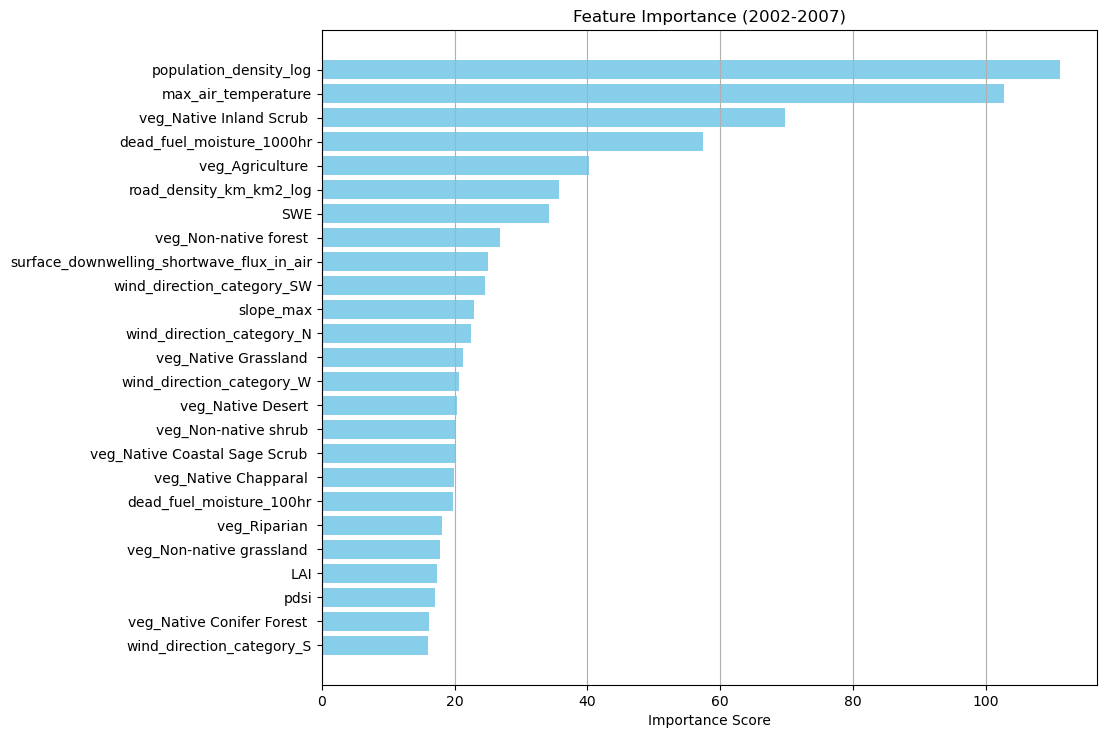 Feature Importance (2002-2007)
population_density_log
max_air_temperature
veg_Native Inland Scrub
dead_fuel_moisture_1000hr
veg_Agriculture
road_density_km_km2_log
SWE
veg_Non-native forest
surface_downwelling_shortwave_flux_in_air
wind_direction_category_SW
slope_max
wind_direction_category_N
veg_Native Grassland
wind_direction_category_W
veg_Native Desert
veg_Non-native shrub
veg_Native Coastal Sage Scrub
veg_Native Chapparal
dead_fuel_moisture_100hr
veg_Riparian
veg_Non-native grassland
LAI
pdsi
veg_Native Conifer Forest
wind_direction_category_S
0 20 40 60 80 100
Importance Score